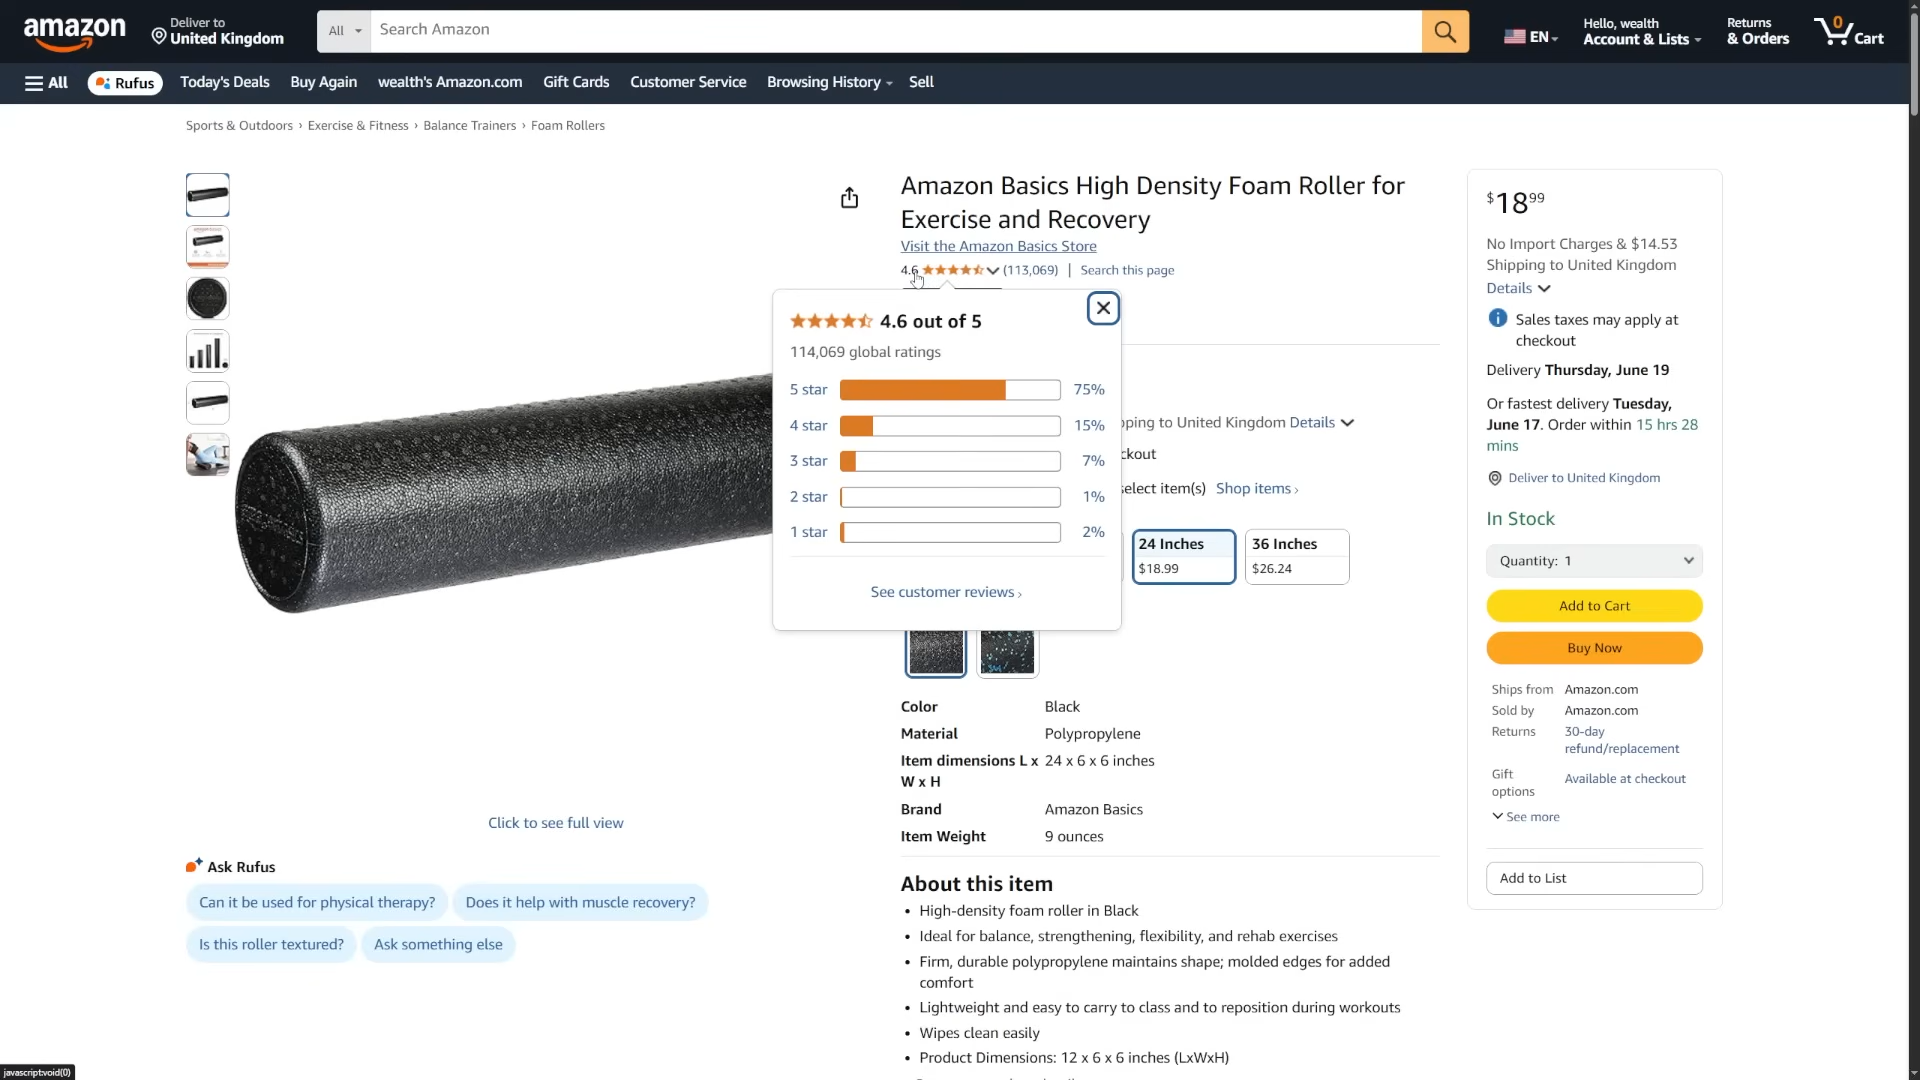 amazon
Deliver to
United Kingdom
All
Search Amazon
EN
Hello, wealth
Account & Lists
Returns
& Orders
0
Cart
All
Rufus
Today's Deals
Buy Again
wealth's Amazon.com
Gift Cards
Customer Service
Browsing History
Sell
Sports & Outdoors › Exercise & Fitness › Balance Trainers › Foam Rollers
Amazon Basics High Density Foam Roller for
Exercise and Recovery
Visit the Amazon Basics Store
4.6 (113,069) | Search this page
4.6 out of 5
114,069 global ratings
5 star 75%
4 star 15%
3 star 7%
2 star 1%
1 star 2%
See customer reviews ›
to United Kingdom Details
select item(s) Shop items ›
24 Inches
$18.99
36 Inches
$26.24
Color Black
Material Polypropylene
Item dimensions L x 24 x 6 x 6 inches
W x H
Brand Amazon Basics
Item Weight 9 ounces
About this item
• High-density foam roller in Black
• Ideal for balance, strengthening, flexibility, and rehab exercises
• Firm, durable polypropylene maintains shape; molded edges for added
comfort
• Lightweight and easy to carry to class and to reposition during workouts
• Wipes clean easily
• Product Dimensions: 12 x 6 x 6 inches (LxWxH)
Click to see full view
Ask Rufus
Can it be used for physical therapy?
Does it help with muscle recovery?
Is this roller textured?
Ask something else
$18 99
No Import Charges & $14.53
Shipping to United Kingdom
Details
Sales taxes may apply at
checkout
Delivery Thursday, June 19
Or fastest delivery Tuesday,
June 17. Order within 15 hrs 28
mins
Deliver to United Kingdom
In Stock
Quantity: 1
Add to Cart
Buy Now
Ships from Amazon.com
Sold by Amazon.com
Returns 30-day
refund/replacement
Gift
options
Available at checkout
See more
Add to List
javascript:void(0)